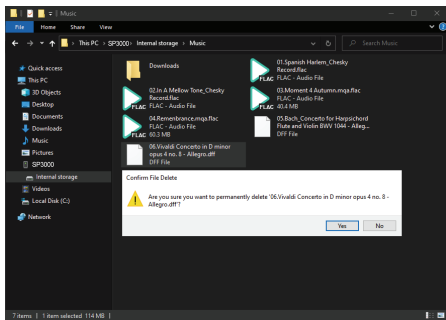 Music
File Home Share View
This PC > SP3000 > Internal storage > Music
Search Music
Quick access
This PC
3D Objects
Desktop
Documents
Downloads
Music
Pictures
SP3000
Internal storage
Videos
Local Disk (C:)
Network
Downloads
01.Spanish Harlem_Chesky
Record.flac
FLAC - Audio File
02.In A Mellow Tone_Chesky
Record.flac
FLAC - Audio File
FLAC
03.Moment 4 Autumn.mqa.flac
FLAC - Audio File
40.4 MB
FLAC
04.Remembrance.mqa.flac
FLAC - Audio File
60.3 MB
FLAC
05.Bach_Concerto for Harpsichord
Flute and Violin BWV 1044 - Alleg...
DFF File
06.Vivaldi Concerto in D minor
opus 4 no. 8 - Allegro.dff
DFF File
Confirm File Delete
Are you sure you want to permanently delete '06.Vivaldi Concerto in D minor opus 4 no. 8 -
Allegro.dff'?
Yes No
7 items 1 item selected 114 MB